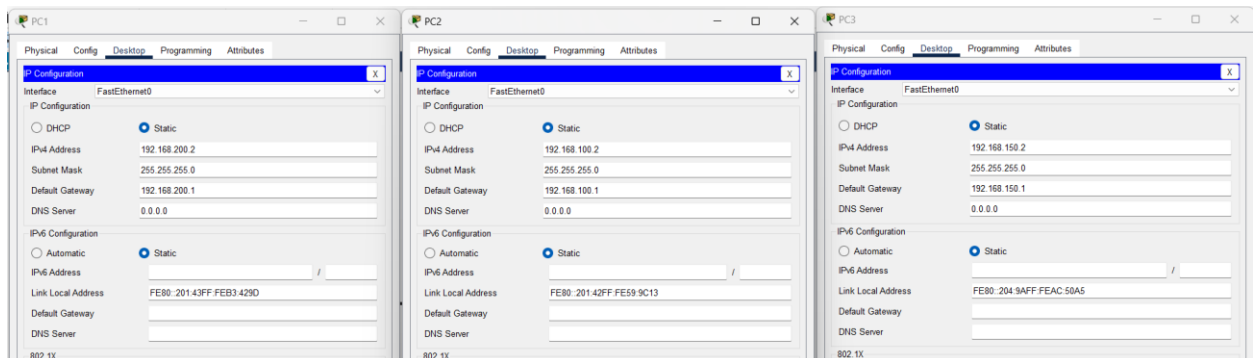 PC1
Physical Config Desktop Programming Attributes
IP Configuration X
Interface FastEthernet0
IP Configuration
DHCP Static
IPv4 Address 192.168.200.2
Subnet Mask 255.255.255.0
Default Gateway 192.168.200.1
DNS Server 0.0.0.0
IPv6 Configuration
Automatic Static
IPv6 Address /
Link Local Address FE80::201:43FF:FEB3:429D
Default Gateway
DNS Server
802.1X
PC2
Physical Config Desktop Programming Attributes
IP Configuration X
Interface FastEthernet0
IP Configuration
DHCP Static
IPv4 Address 192.168.100.2
Subnet Mask 255.255.255.0
Default Gateway 192.168.100.1
DNS Server 0.0.0.0
IPv6 Configuration
Automatic Static
IPv6 Address /
Link Local Address FE80::201:42FF:FE59:9C13
Default Gateway
DNS Server
802.1X
PC3
Physical Config Desktop Programming Attributes
IP Configuration X
Interface FastEthernet0
IP Configuration
DHCP Static
IPv4 Address 192.168.150.2
Subnet Mask 255.255.255.0
Default Gateway 192.168.150.1
DNS Server 0.0.0.0
IPv6 Configuration
Automatic Static
IPv6 Address /
Link Local Address FE80::204:9AFF:FEAC:50A5
Default Gateway
DNS Server
802.1X